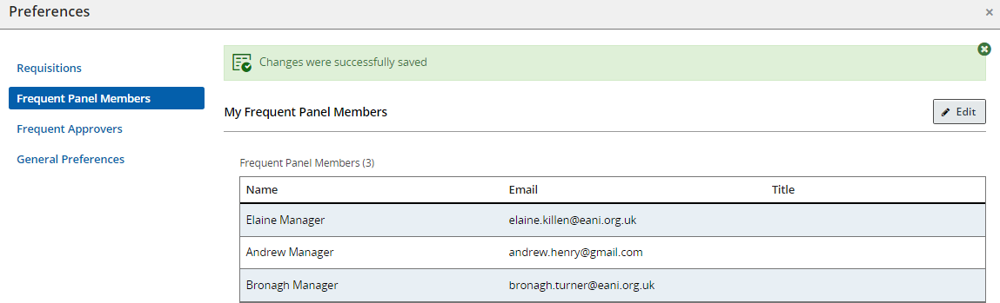 Preferences
×
Requisitions
Frequent Panel Members
Frequent Approvers
General Preferences
Changes were successfully saved
My Frequent Panel Members
Edit
Frequent Panel Members (3)
Name Email Title
Elaine Manager elaine.killen@eani.org.uk
Andrew Manager andrew.henry@gmail.com
Bronagh Manager bronagh.turner@eani.org.uk